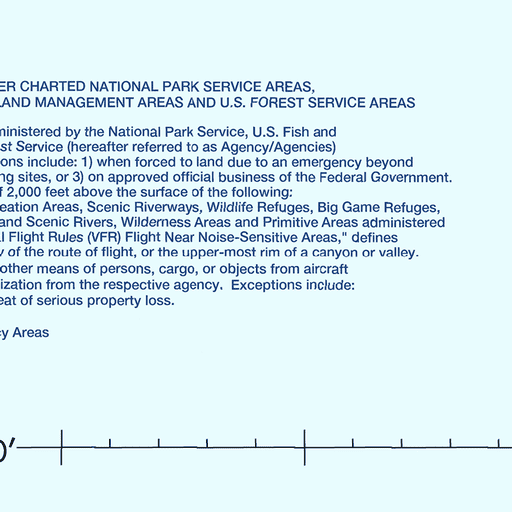 ER CHARTED NATIONAL PARK SERVICE AREAS,
LAND MANAGEMENT AREAS AND U.S. FOREST SERVICE AREAS
ministered by the National Park Service, U.S. Fish and
st Service (hereafter referred to as Agency/Agencies)
ons include: 1) when forced to land due to an emergency beyond
ng sites, or 3) on approved official business of the Federal Government.
f 2,000 feet above the surface of the following:
eation Areas, Scenic Riverways, Wildlife Refuges, Big Game Refuges,
and Scenic Rivers, Wilderness Areas and Primitive Areas administered
l Flight Rules (VFR) Flight Near Noise-Sensitive Areas," defines
y of the route of flight, or the upper-most rim of a canyon or valley.
other means of persons, cargo, or objects from aircraft
ization from the respective agency.  Exceptions include:
eat of serious property loss.
cy Areas
0'